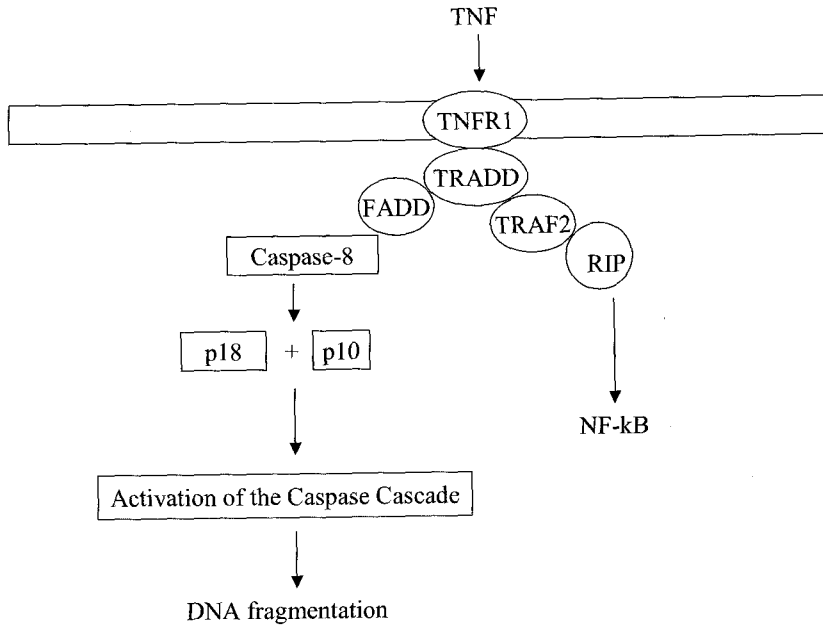 TNF
TNFR1
TRADD
FADD
TRAF2
RIP
Caspase-8
p18 + p10
NF-kB
Activation of the Caspase Cascade
DNA fragmentation